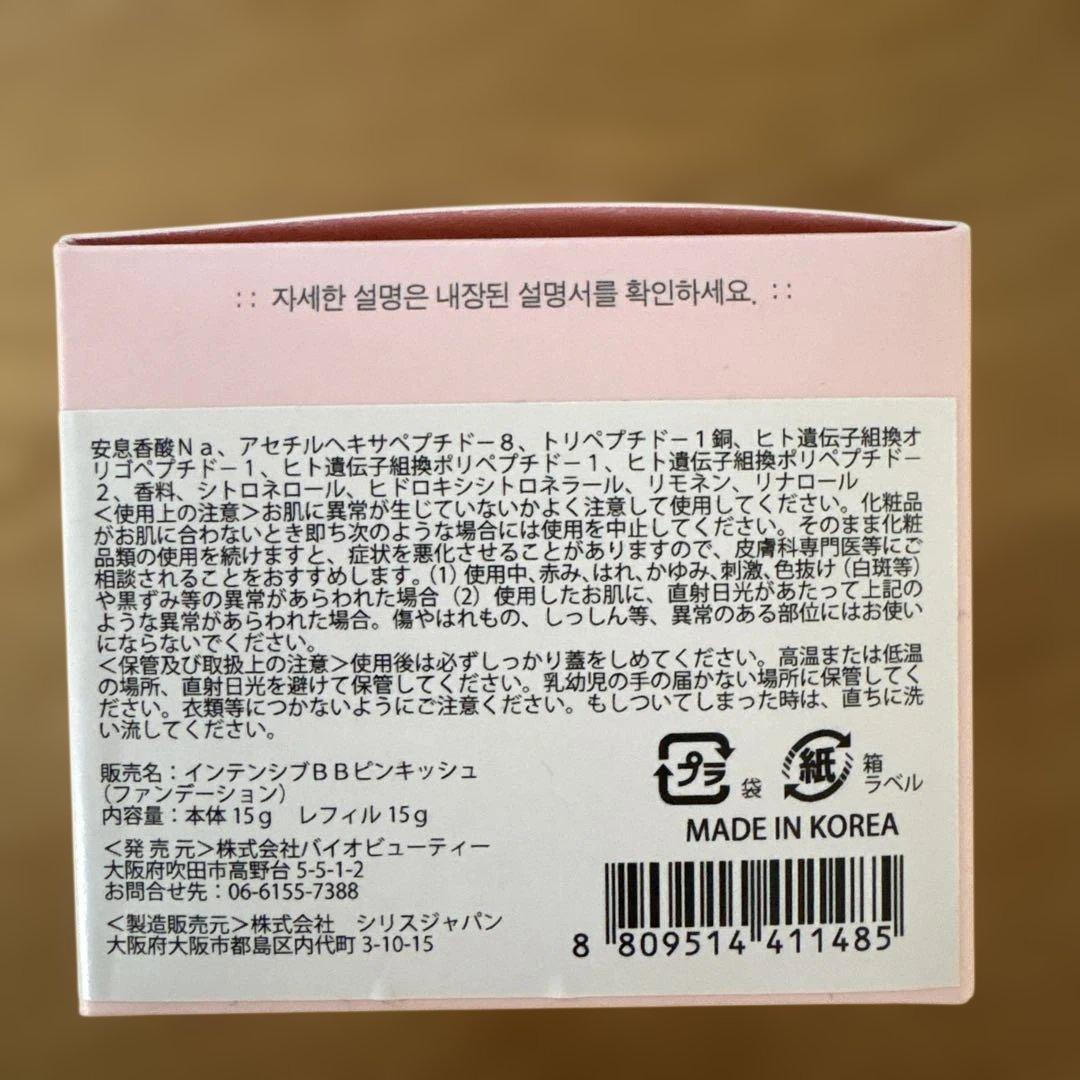 :: 자세한 설명은 내장된 설명서를 확인하세요. ::
安息香酸Ｎａ、アセチルヘキサペプチド－８、トリペプチド－１銅、ヒト遺伝子組換オ
リゴペプチド－１、ヒト遺伝子組換ポリペプチド－１、ヒト遺伝子組換ポリペプチド－
２、香料、シトロネロール、ヒドロキシシトロネラール、リモネン、リナロール
＜使用上の注意＞お肌に異常が生じていないかよく注意して使用してください。化粧品
がお肌に合わないとき即ち次のような場合には使用を中止してください。そのまま化粧
品類の使用を続けますと、症状を悪化させることがありますので、皮膚科専門医等にご
相談されることをおすすめします。(1) 使用中、赤み、はれ、かゆみ、刺激、色抜け（白斑等）
や黒ずみ等の異常があらわれた場合（2）使用したお肌に、直射日光があたって上記の
ような異常があらわれた場合。傷やはれもの、しっしん等、異常のある部位にはお使い
にならないでください。
＜保管及び取扱上の注意＞使用後は必ずしっかり蓋をしめてください。高温または低温
の場所、直射日光を避けて保管してください。乳幼児の手の届かない場所に保管してく
ださい。衣類等につかないようにご注意ください。もしついてしまった時は、直ちに洗
い流してください。
販売名：インテンシブＢＢピンキッシュ
（ファンデーション）
内容量：本体 15ｇ　レフィル 15ｇ
プラ 袋
紙 箱
ラベル
MADE IN KOREA
＜発 売 元＞株式会社バイオビューティー
大阪府吹田市高野台 5-5-1-2
お問合せ先：06-6155-7388
＜製造販売元＞株式会社　シリスジャパン
大阪府大阪市都島区内代町 3-10-15
8 809514 411485